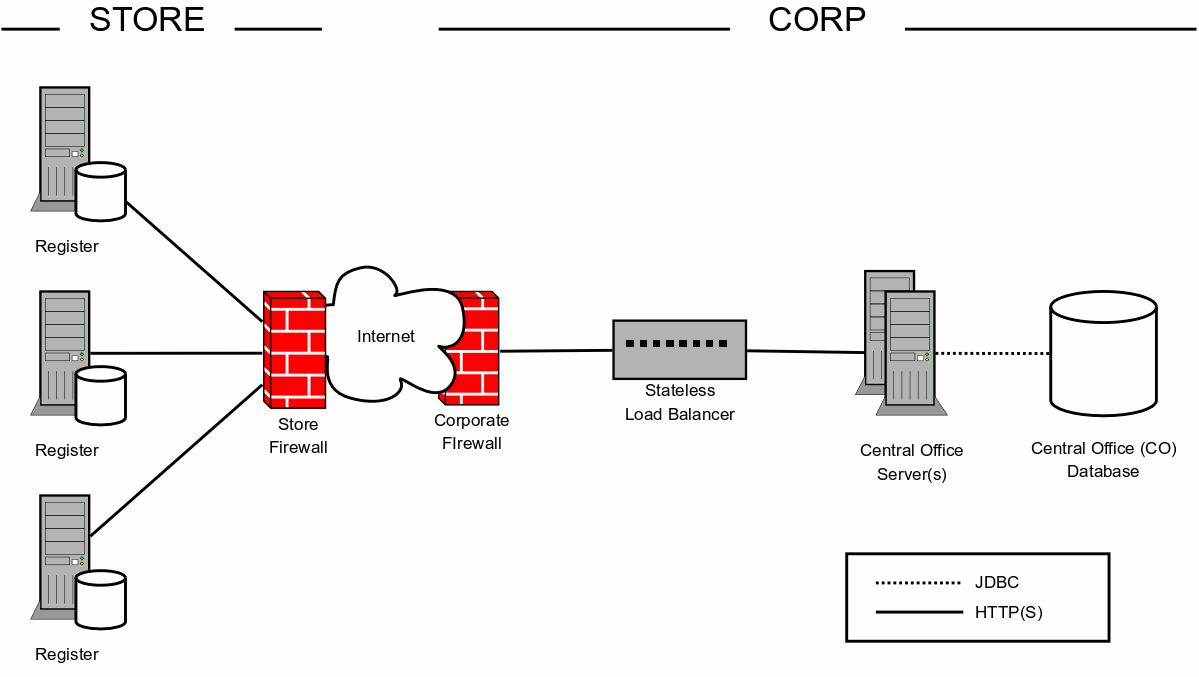 STORE
CORP
Register
Register
Register
Internet
Store
Firewall
Corporate
FIrewall
Stateless
Load Balancer
Central Office
Server(s)
Central Office (CO)
Database
JDBC
HTTP(S)